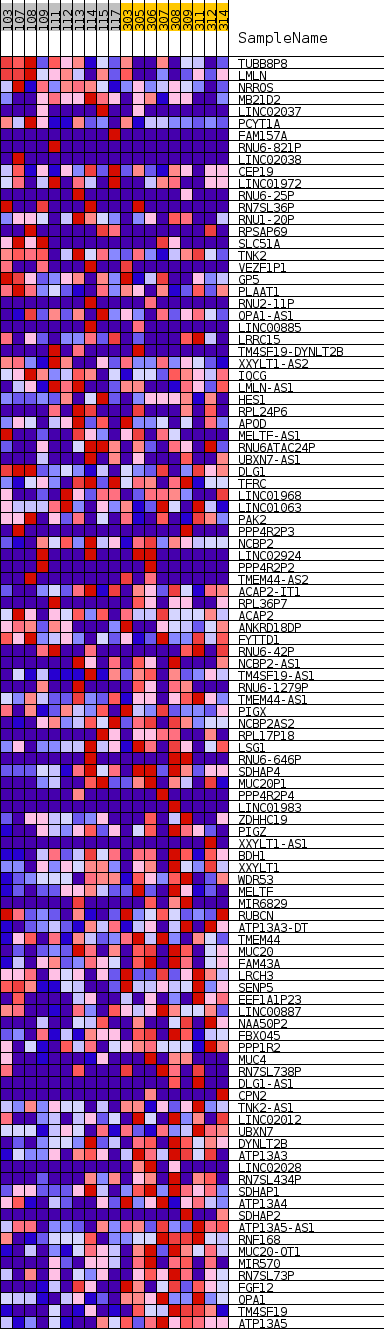 103 107 108 109 111 112 113 114 115 117 303 305 306 307 308 309 311 312 314
SampleName
TUBB8P8
LMLN
NRROS
MB21D2
LINC02037
PCYT1A
FAM157A
RNU6-821P
LINC02038
CEP19
LINC01972
RNU6-25P
RN7SL36P
RNU1-20P
RPSAP69
SLC51A
TNK2
VEZF1P1
GP5
PLAAT1
RNU2-11P
OPA1-AS1
LINC00885
LRRC15
TM4SF19-DYNLT2B
XXYLT1-AS2
IQCG
LMLN-AS1
HES1
RPL24P6
APOD
MELTF-AS1
RNU6ATAC24P
UBXN7-AS1
DLG1
TFRC
LINC01968
LINC01063
PAK2
PPP4R2P3
NCBP2
LINC02924
PPP4R2P2
TMEM44-AS2
ACAP2-IT1
RPL36P7
ACAP2
ANKRD18DP
FYTTD1
RNU6-42P
NCBP2-AS1
TM4SF19-AS1
RNU6-1279P
TMEM44-AS1
PIGX
NCBP2AS2
RPL17P18
LSG1
RNU6-646P
SDHAP4
MUC20P1
PPP4R2P4
LINC01983
ZDHHC19
PIGZ
XXYLT1-AS1
BDH1
XXYLT1
WDR53
MELTF
MIR6829
RUBCN
ATP13A3-DT
TMEM44
MUC20
FAM43A
LRCH3
SENP5
EEF1A1P23
LINC00887
NAA50P2
FBXO45
PPP1R2
MUC4
RN7SL738P
DLG1-AS1
CPN2
TNK2-AS1
LINC02012
UBXN7
DYNLT2B
ATP13A3
LINC02028
RN7SL434P
SDHAP1
ATP13A4
SDHAP2
ATP13A5-AS1
RNF168
MUC20-OT1
MIR570
RN7SL73P
FGF12
OPA1
TM4SF19
ATP13A5